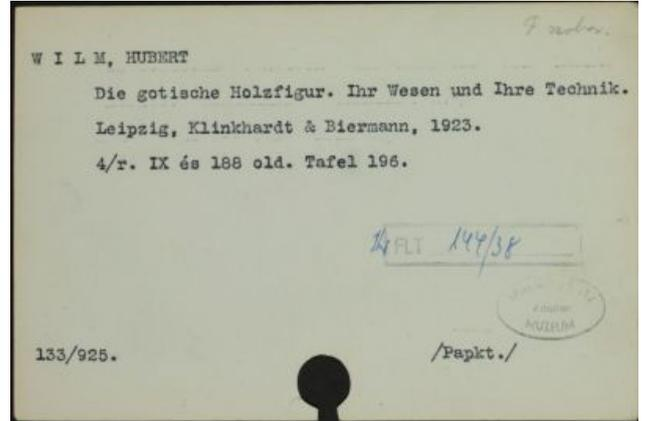 W I L M, HUBERT
Die gotische Holzfigur. Ihr Wesen und Ihre Technik.
Leipzig, Klinkhardt & Biermann, 1923.
4/r. IX és 188 old. Tafel 196.
FLT 144/38
MUZEUM
133/925.
/Papkt./